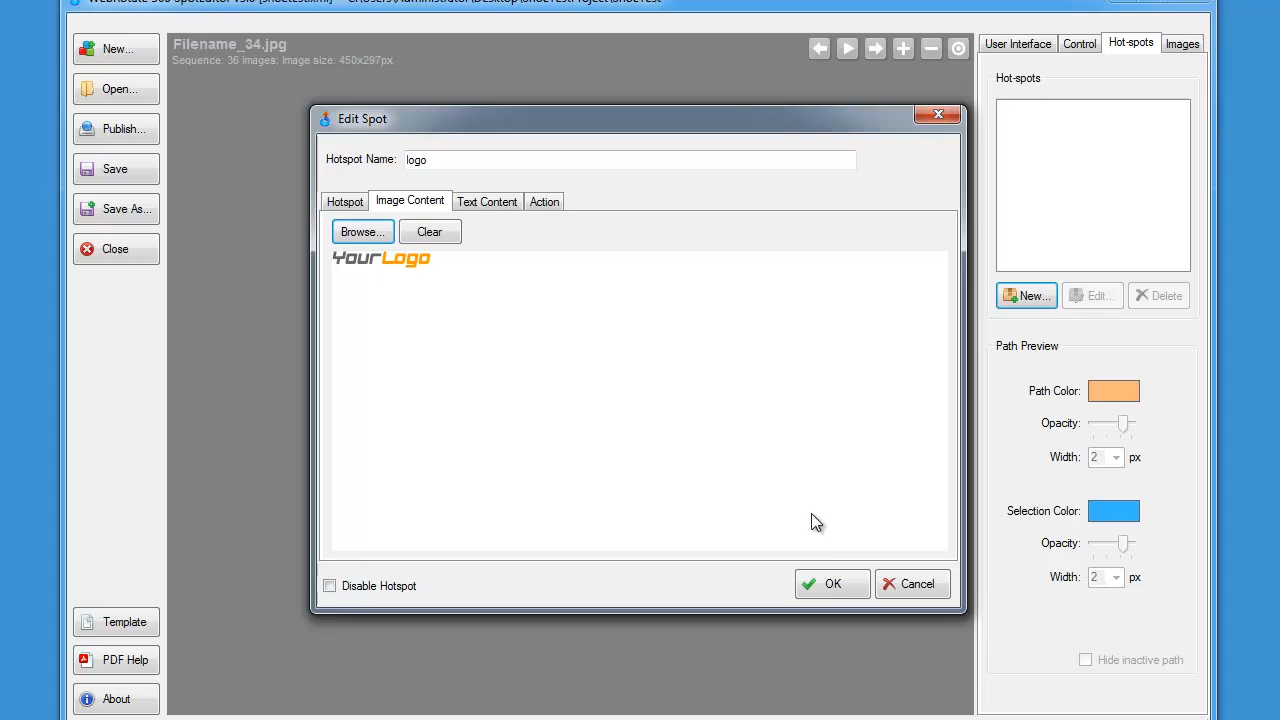 New...
Open...
Publish...
Save
Save As...
Close
Template
PDF Help
About
Filename_34.jpg
Sequence: 36 images; Image size: 450x297px
Edit Spot
Hotspot Name: logo
Hotspot Image Content Text Content Action
Browse... Clear
YourLogo
Disable Hotspot
OK Cancel
User Interface Control Hot-spots Images
Hot-spots
New... Edit... Delete
Path Preview
Path Color:
Opacity:
Width: 2 px
Selection Color:
Opacity:
Width: 2 px
Hide inactive path